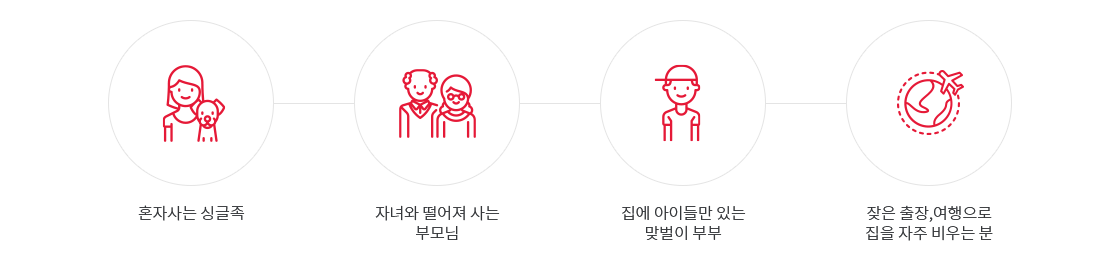 혼자사는 싱글족
자녀와 떨어져 사는
부모님
집에 아이들만 있는
맞벌이 부부
잦은 출장,여행으로
집을 자주 비우는 분